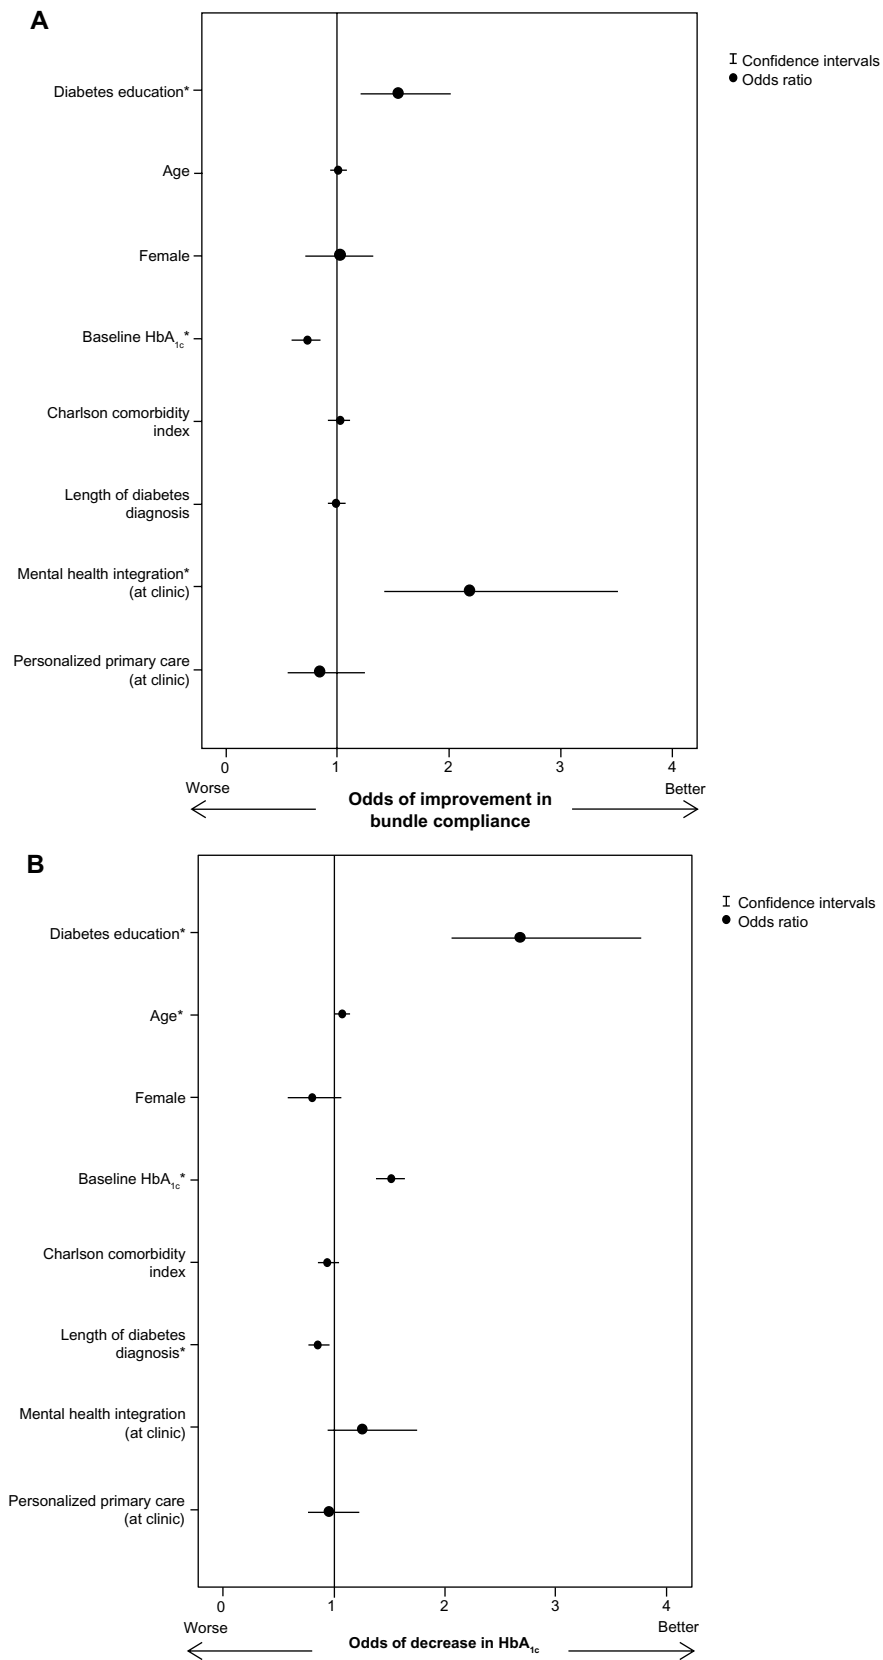 A
Confidence intervals
Odds ratio
Diabetes education*
Age
Female
Baseline HbA1c*
Charlson comorbidity
index
Length of diabetes
diagnosis
Mental health integration*
(at clinic)
Personalized primary care
(at clinic)
0 1 2 3 4
Worse Better
Odds of improvement in
bundle compliance
B
Confidence intervals
Odds ratio
Diabetes education*
Age*
Female
Baseline HbA1c*
Charlson comorbidity
index
Length of diabetes
diagnosis*
Mental health integration
(at clinic)
Personalized primary care
(at clinic)
0 1 2 3 4
Worse Better
Odds of decrease in HbA1c